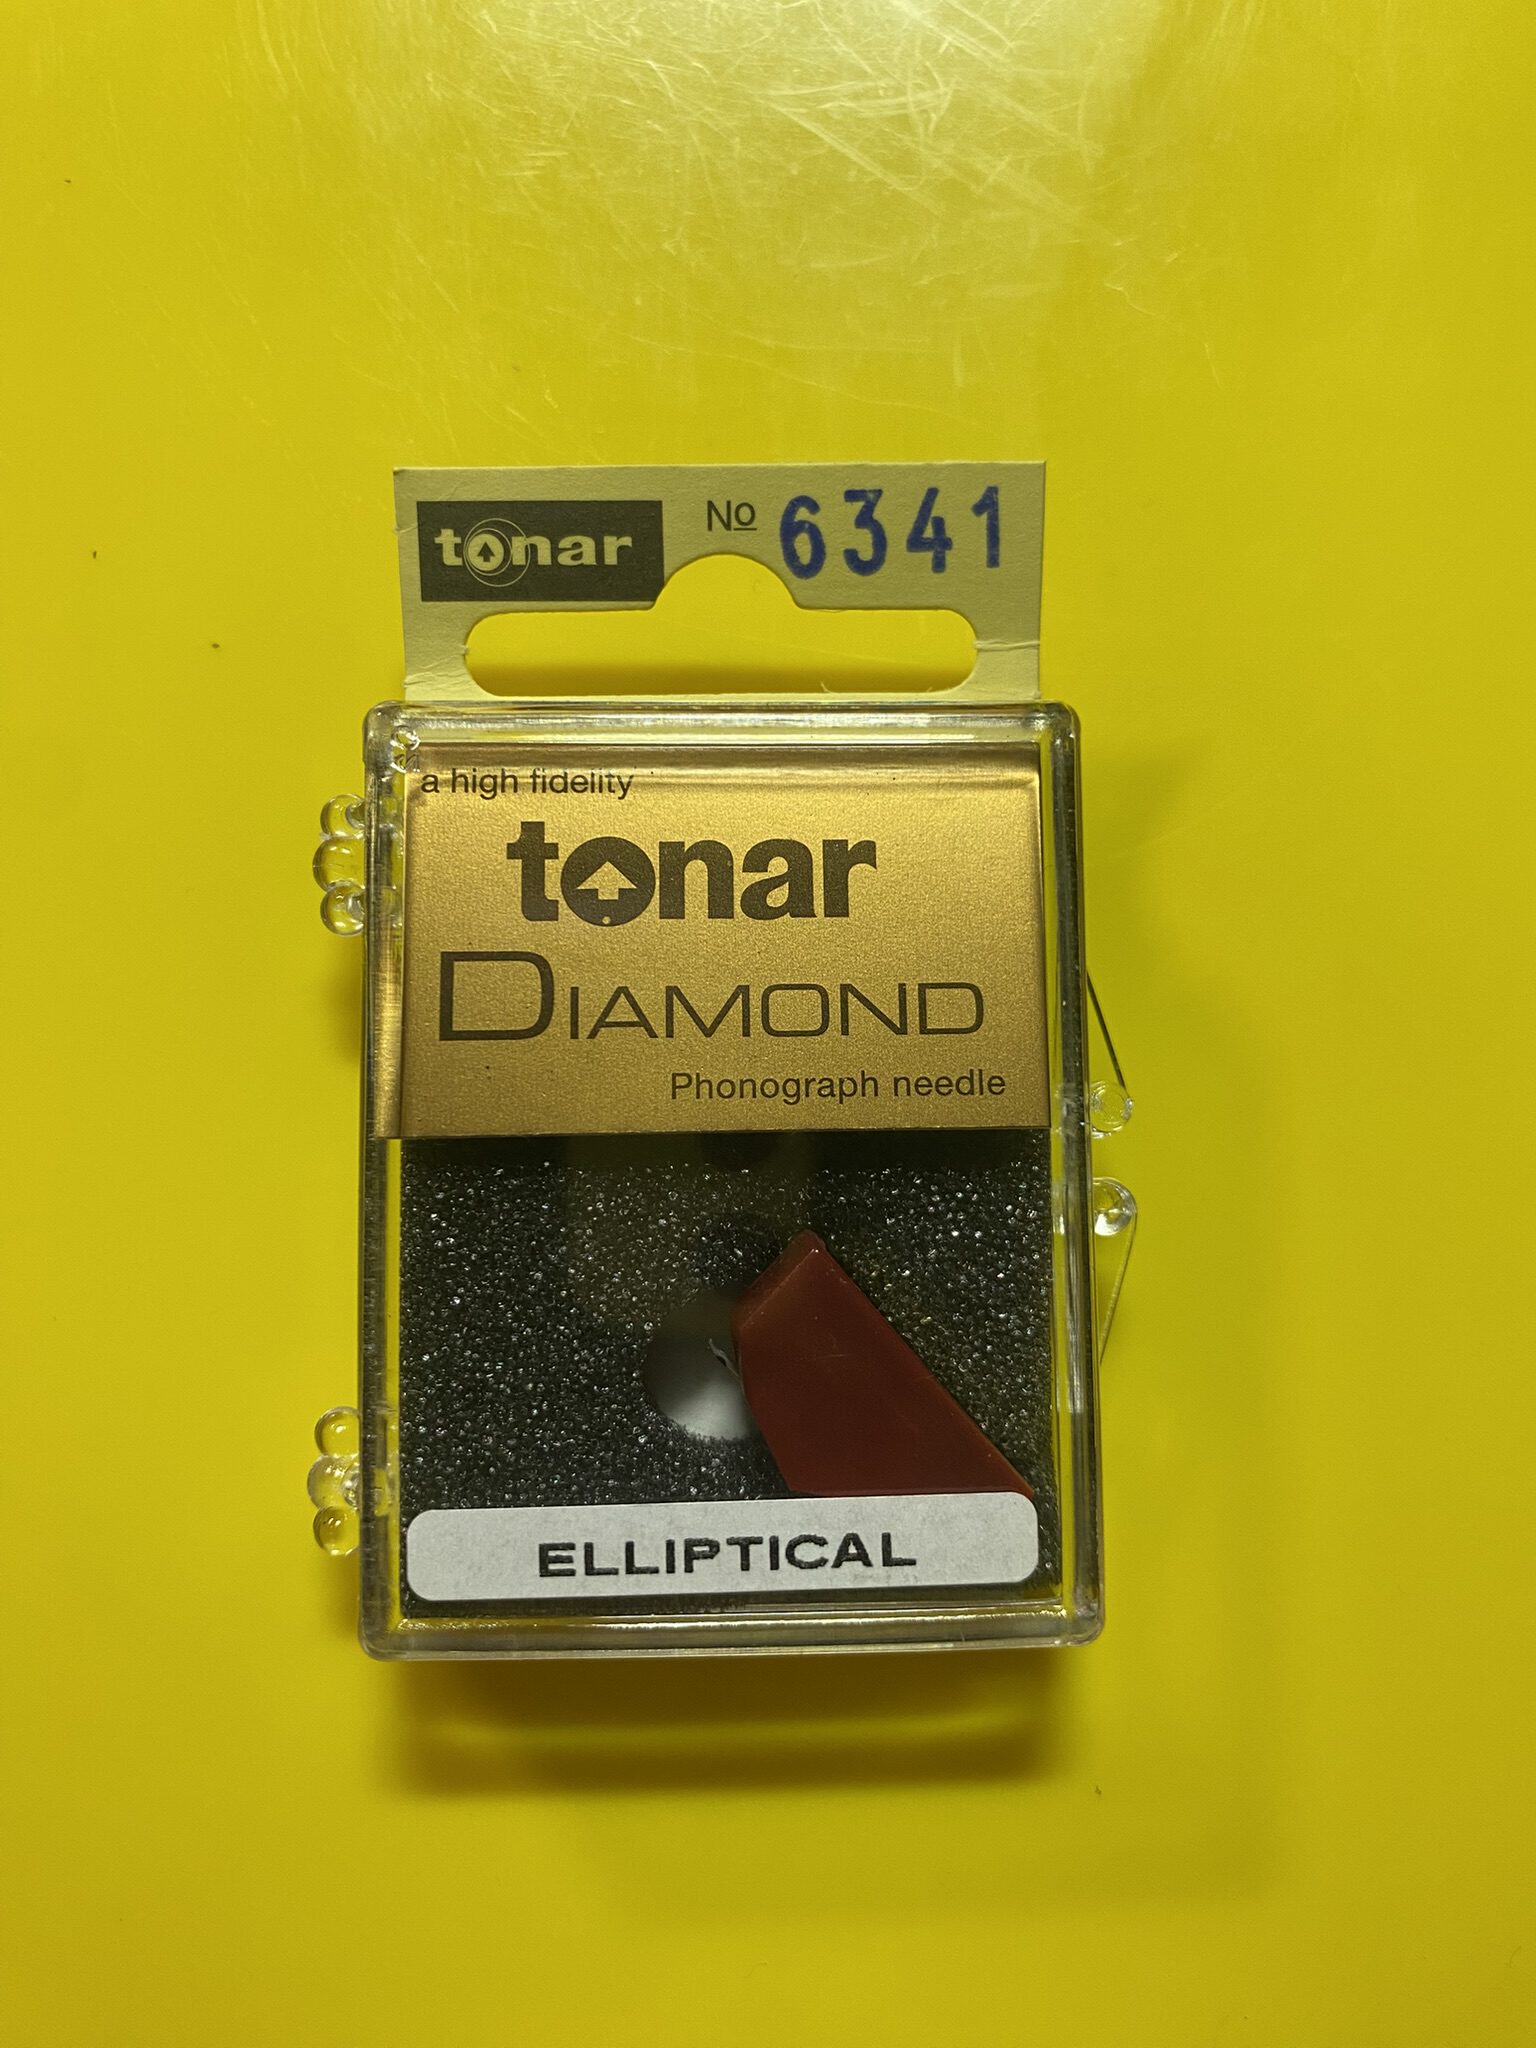 tonar No 6341
a high fidelity
tonar
DIAMOND
Phonograph needle
ELLIPTICAL